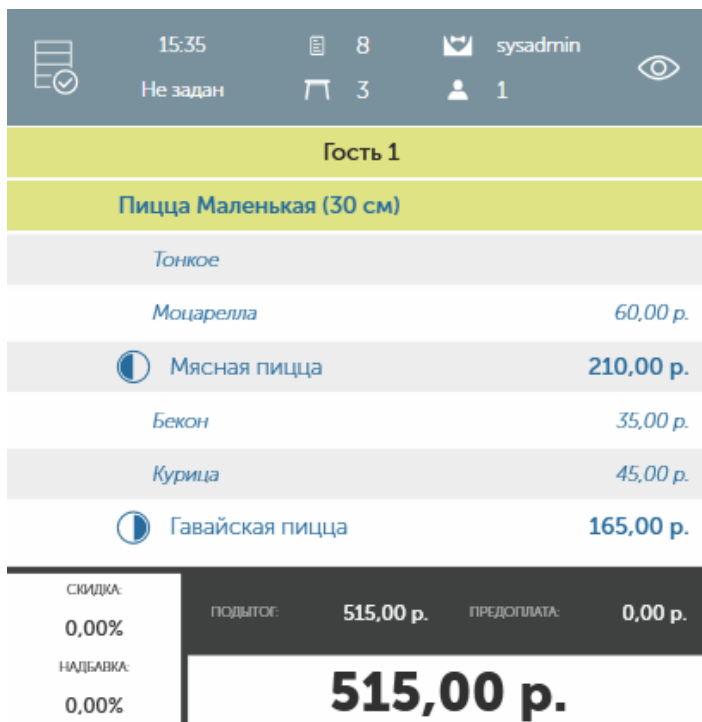 15:35 8 sysadmin
Не задан 3 1
Гость 1
Пицца Маленькая (30 см)
Тонкое
Моцарелла 60,00 р.
Мясная пицца 210,00 р.
Бекон 35,00 р.
Курица 45,00 р.
Гавайская пицца 165,00 р.
СКИДКА:
0,00%
ПОДЫТОГ: 515,00 р. ПРЕДОПЛАТА: 0,00 р.
НАДБАВКА:
0,00%
515,00 р.